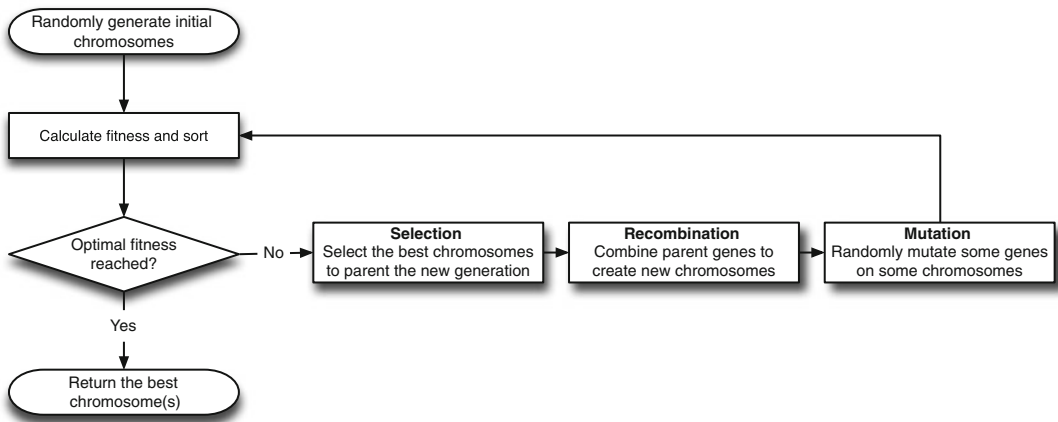 Randomly generate initial
chromosomes
Calculate fitness and sort
Optimal fitness
reached?
No
Selection
Select the best chromosomes
to parent the new generation
Recombination
Combine parent genes to
create new chromosomes
Mutation
Randomly mutate some genes
on some chromosomes
Yes
Return the best
chromosome(s)